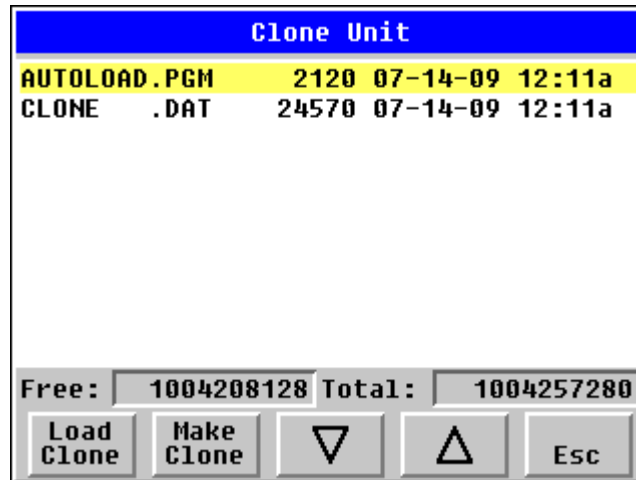 Clone Unit
AUTOLOAD.PGM 2120 07-14-09 12:11a
CLONE .DAT 24570 07-14-09 12:11a
Free: 1004208128 Total: 1004257280
Load Clone Make Clone Esc